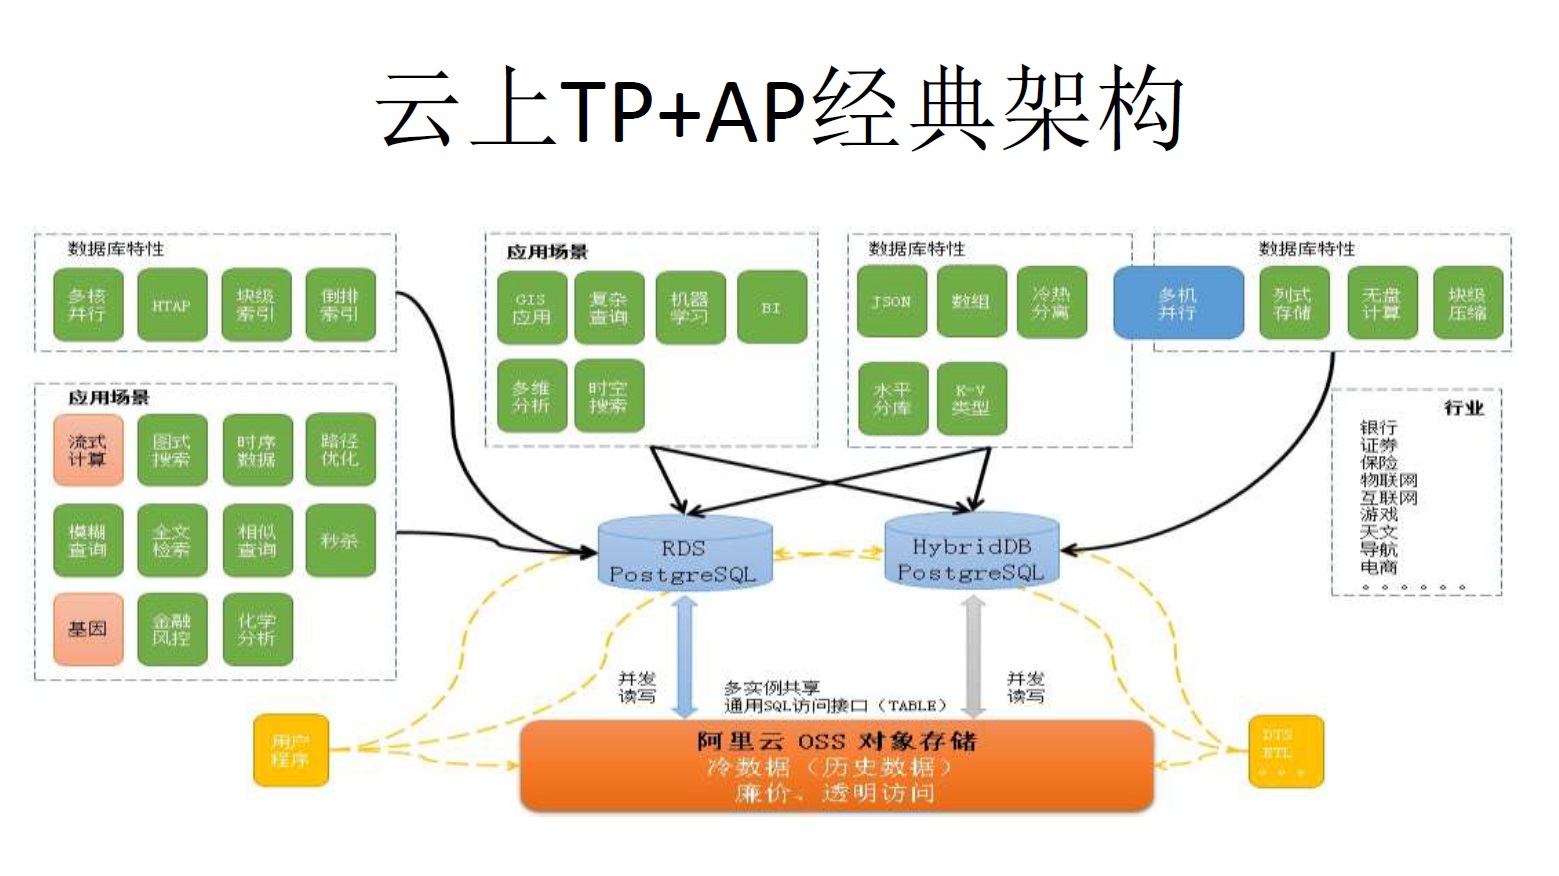 云上TP+AP经典架构
数据库特性
多核
并行
HTAP
块级
索引
倒排
索引
应用场景
GIS
应用
复杂
查询
机器
学习
BI
多维
分析
时空
搜索
数据库特性
JSON
数组
冷热
分离
水平
分库
K-V
类型
数据库特性
多机
并行
列式
存储
无盘
计算
块级
压缩
应用场景
流式
计算
图式
搜索
时序
数据
路径
优化
模糊
查询
全文
检索
相似
查询
秒杀
基因
金融
风控
化学
分析
行业
银行
证券
保险
物联网
互联网
游戏
天文
导航
电商
。。。。。。
RDS
PostgreSQL
HybridDB
PostgreSQL
并发
读写
多实例共享
通用SQL访问接口（TABLE）
并发
读写
用户
程序
阿里云 OSS 对象存储
冷数据（历史数据）
廉价、透明访问
DTS
ETL
。。。